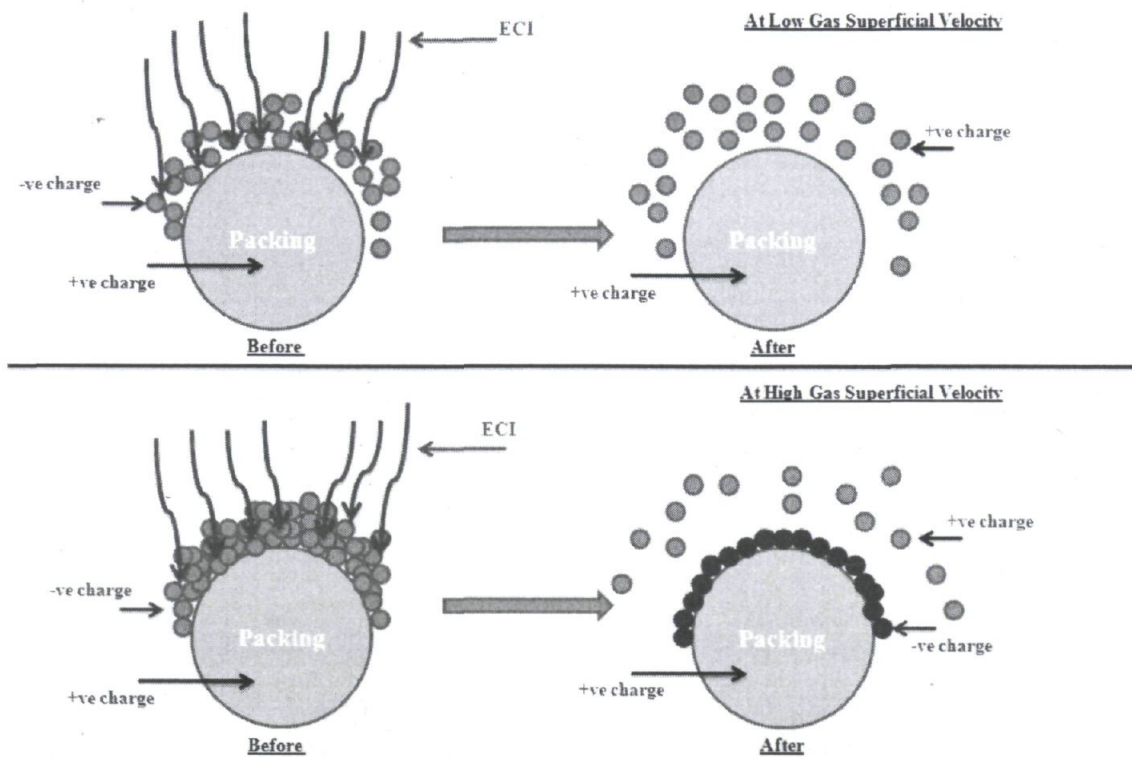 At Low Gas Superficial Velocity
ECI
-ve charge
Packing
+ve charge
Before
+ve charge
Packing
+ve charge
After
At High Gas Superficial Velocity
ECI
-ve charge
Packing
+ve charge
Before
+ve charge
Packing
-ve charge
+ve charge
After